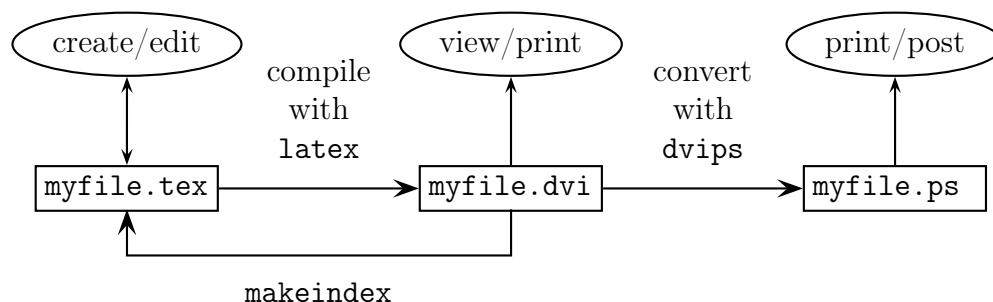 create/edit
view/print
print/post
compile
with
latex
convert
with
dvips
myfile.tex
myfile.dvi
myfile.ps
makeindex